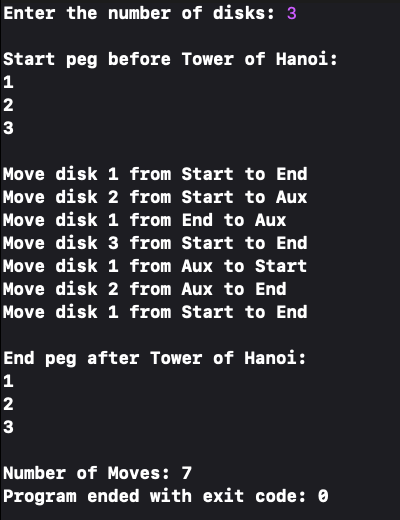 Enter the number of disks: 3
Start peg before Tower of Hanoi:
1
2
3
Move disk 1 from Start to End
Move disk 2 from Start to Aux
Move disk 1 from End to Aux
Move disk 3 from Start to End
Move disk 1 from Aux to Start
Move disk 2 from Aux to End
Move disk 1 from Start to End
End peg after Tower of Hanoi:
1
2
3
Number of Moves: 7
Program ended with exit code: 0